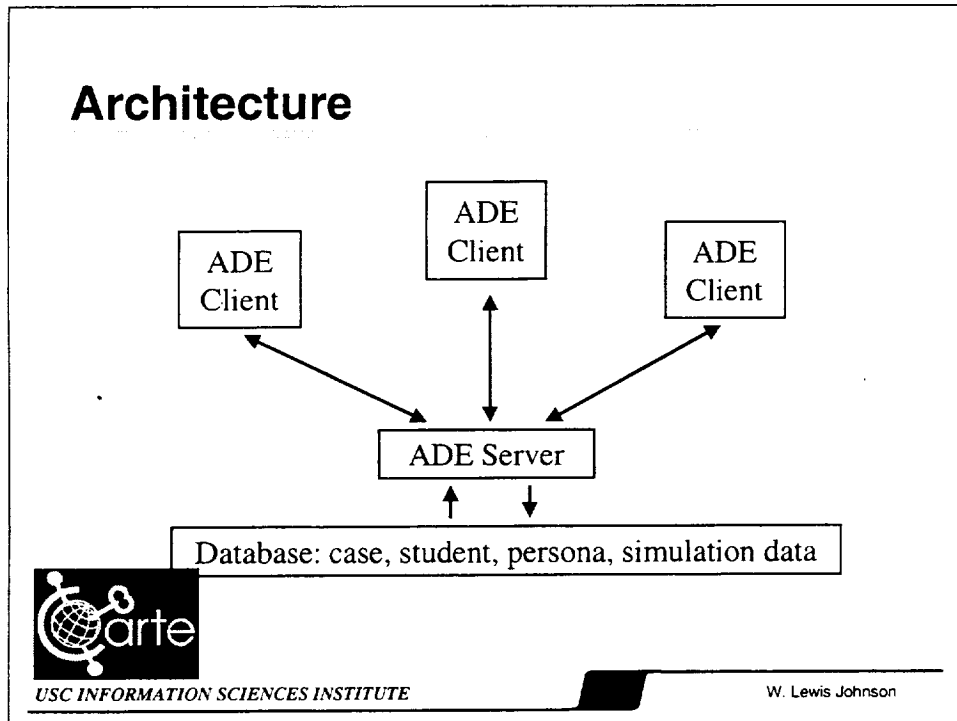 Architecture
ADE
Client
ADE
Client
ADE
Client
ADE Server
Database: case, student, persona, simulation data
Carte
USC INFORMATION SCIENCES INSTITUTE
W. Lewis Johnson